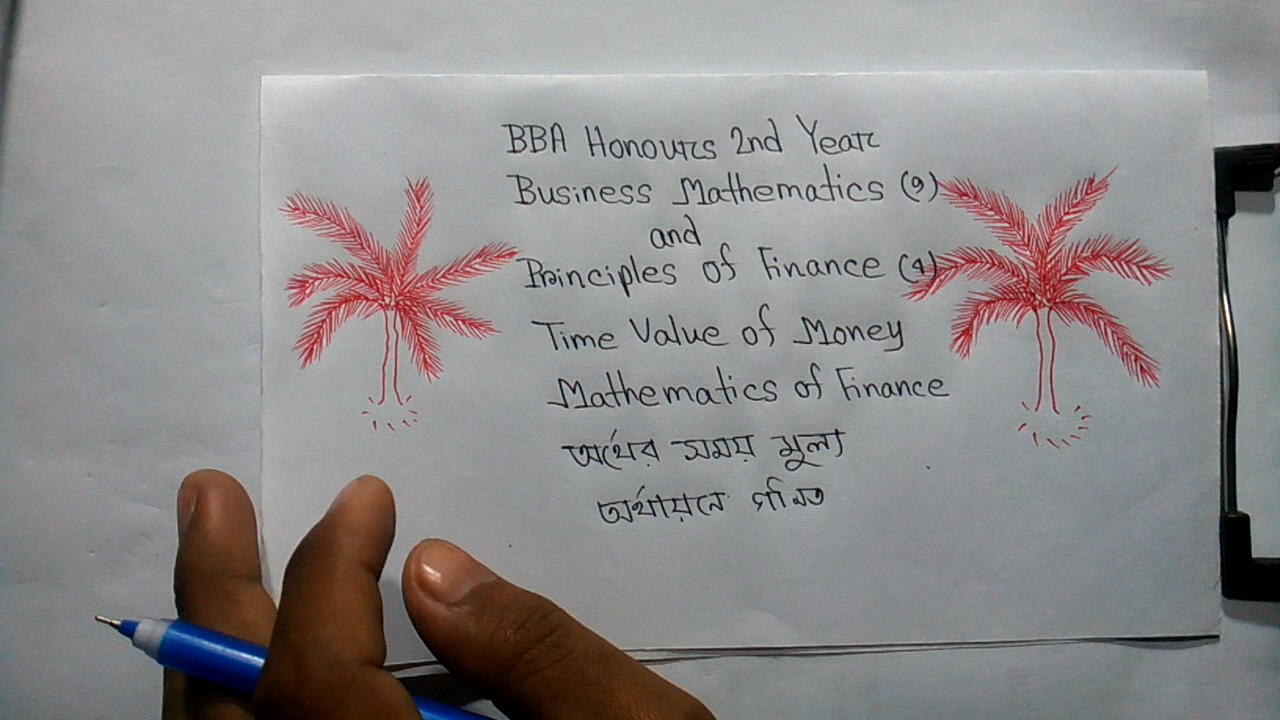 BBA Honours 2nd Year
Business Mathematics (9)
and
Principles of Finance (4)
Time Value of Money
Mathematics of Finance
অর্থের সময় মূল্য
অর্থায়নে গনিত